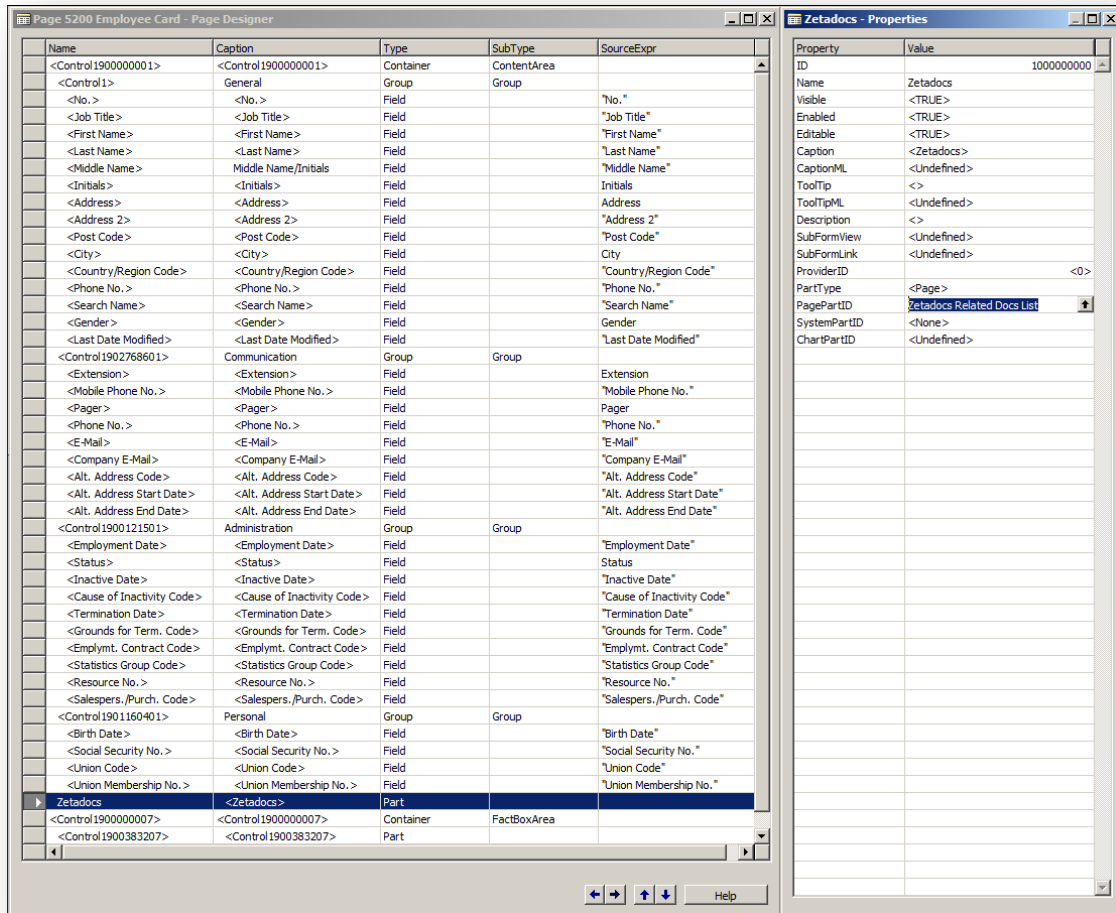 Page 5200 Employee Card - Page Designer
Name Caption Type SubType SourceExpr
<Control1900000001> <Control1900000001> Container ContentArea
<Control1> General Group Group
<No.> <No.> Field "No."
<Job Title> <Job Title> Field "Job Title"
<First Name> <First Name> Field "First Name"
<Last Name> <Last Name> Field "Last Name"
<Middle Name> Middle Name/Initials Field "Middle Name"
<Initials> <Initials> Field Initials
<Address> <Address> Field Address
<Address 2> <Address 2> Field "Address 2"
<Post Code> <Post Code> Field "Post Code"
<City> <City> Field City
<Country/Region Code> <Country/Region Code> Field "Country/Region Code"
<Phone No.> <Phone No.> Field "Phone No."
<Search Name> <Search Name> Field "Search Name"
<Gender> <Gender> Field Gender
<Last Date Modified> <Last Date Modified> Field "Last Date Modified"
<Control1902768601> Communication Group Group
<Extension> <Extension> Field Extension
<Mobile Phone No.> <Mobile Phone No.> Field "Mobile Phone No."
<Pager> <Pager> Field Pager
<Phone No.> <Phone No.> Field "Phone No."
<E-Mail> <E-Mail> Field "E-Mail"
<Company E-Mail> <Company E-Mail> Field "Company E-Mail"
<Alt. Address Code> <Alt. Address Code> Field "Alt. Address Code"
<Alt. Address Start Date> <Alt. Address Start Date> Field "Alt. Address Start Date"
<Alt. Address End Date> <Alt. Address End Date> Field "Alt. Address End Date"
<Control1900121501> Administration Group Group
<Employment Date> <Employment Date> Field "Employment Date"
<Status> <Status> Field Status
<Inactive Date> <Inactive Date> Field "Inactive Date"
<Cause of Inactivity Code> <Cause of Inactivity Code> Field "Cause of Inactivity Code"
<Termination Date> <Termination Date> Field "Termination Date"
<Grounds for Term. Code> <Grounds for Term. Code> Field "Grounds for Term. Code"
<Emplymt. Contract Code> <Emplymt. Contract Code> Field "Emplymt. Contract Code"
<Statistics Group Code> <Statistics Group Code> Field "Statistics Group Code"
<Resource No.> <Resource No.> Field "Resource No."
<Salespers./Purch. Code> <Salespers./Purch. Code> Field "Salespers./Purch. Code"
<Control1901160401> Personal Group Group
<Birth Date> <Birth Date> Field "Birth Date"
<Social Security No.> <Social Security No.> Field "Social Security No."
<Union Code> <Union Code> Field "Union Code"
<Union Membership No.> <Union Membership No.> Field "Union Membership No."
Zetadocs <Zetadocs> Part
<Control1900000007> <Control1900000007> Container FactBoxArea
<Control1900383207> <Control1900383207> Part
Help
Zetadocs - Properties
Property Value
ID 1000000000
Name Zetadocs
Visible <TRUE>
Enabled <TRUE>
Editable <TRUE>
Caption <Zetadocs>
CaptionML <Undefined>
ToolTip <>
ToolTipML <Undefined>
Description <>
SubFormView <Undefined>
SubFormLink <Undefined>
ProviderID <0>
PartType <Page>
PagePartID Zetadocs Related Docs List
SystemPartID <None>
ChartPartID <Undefined>